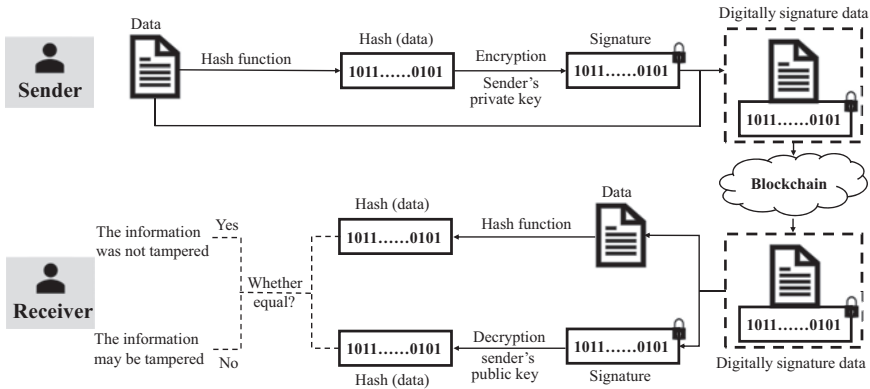 Data
Digitally signature data
Hash function
Hash (data)
Encryption
Signature
Sender
1011......0101
Sender's
private key
1011......0101
1011......0101
Blockchain
Data
Hash (data)
Hash function
The information
was not tampered
Yes
1011......0101
Whether
equal?
Receiver
1011......0101
The information
may be tampered
No
1011......0101
Decryption
sender's
public key
1011......0101
Hash (data)
Signature
Digitally signature data